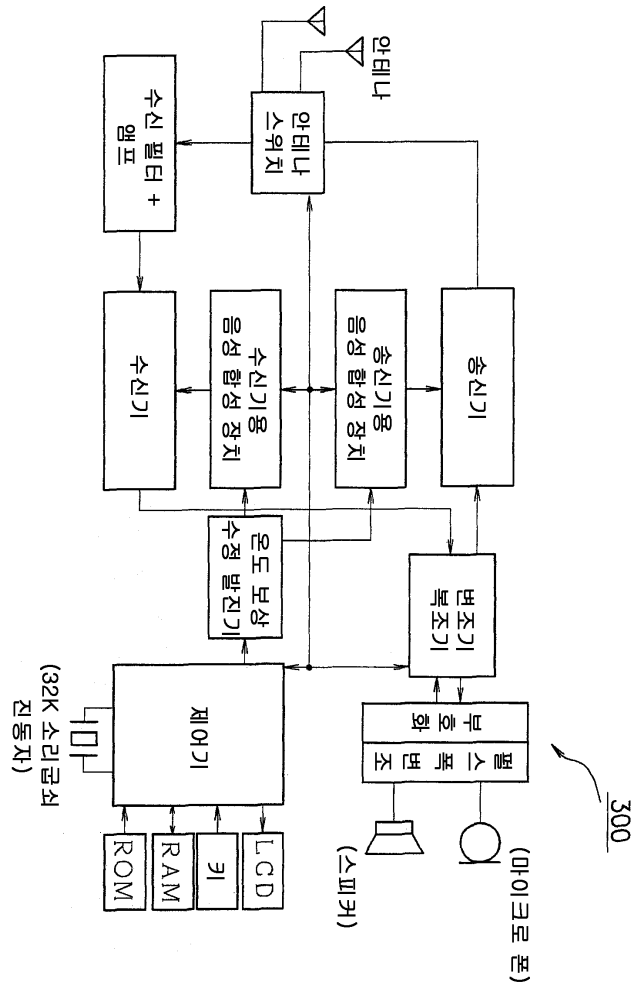 300
(마이크로 폰)
(스피커)
펄스폭변조
부호화
변조기
복조기
송신기
송신기용
음성 합성 장치
수신기용
음성 합성 장치
수신기
온도 보상
수정 발진기
안테나
안테나
스위치
수신 필터 +
앰프
제어기
(32K 소리굽쇠
진동자)
LCD
키
RAM
ROM